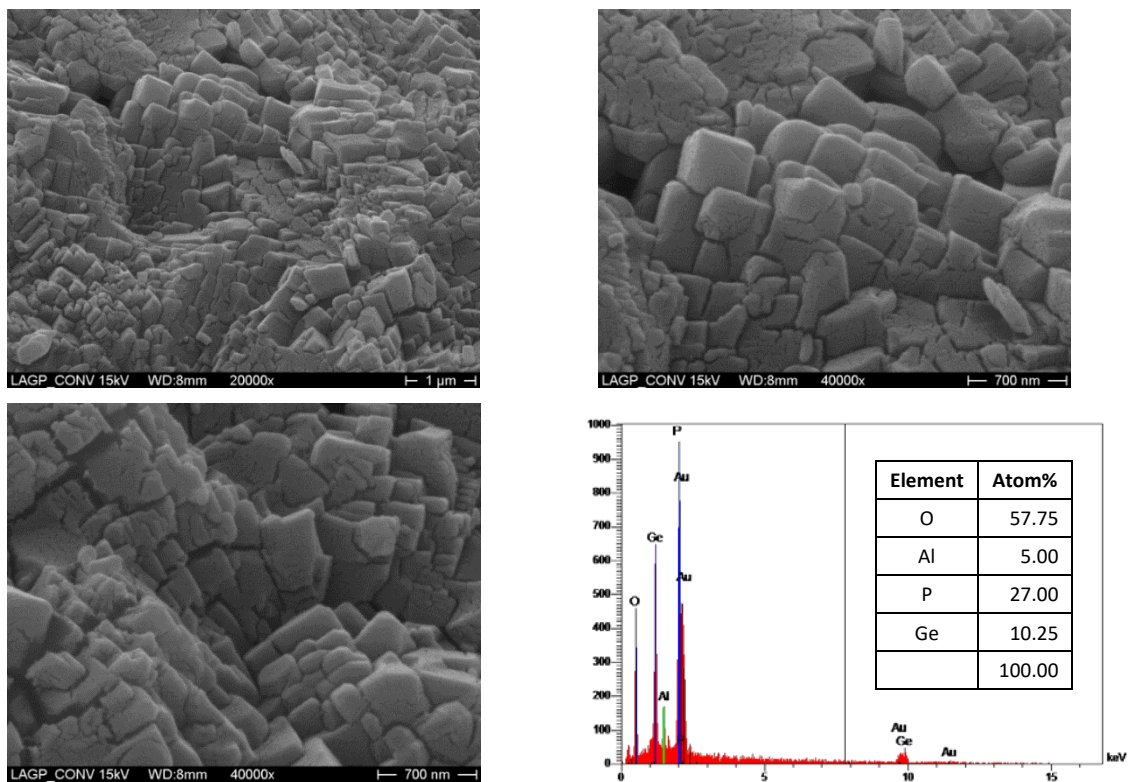 LAGP_CONV 15kV WD:8mm 20000x 1 µm
LAGP_CONV 15kV WD:8mm 40000x 700 nm
LAGP_CONV 15kV WD:8mm 40000x 700 nm
1000
900
800
700
600
500
400
300
200
100
0
0 5 10 15
keV
O
Ge
Al
P
Au
Au
Au
Ge
Au
Element Atom%
O 57.75
Al 5.00
P 27.00
Ge 10.25
100.00